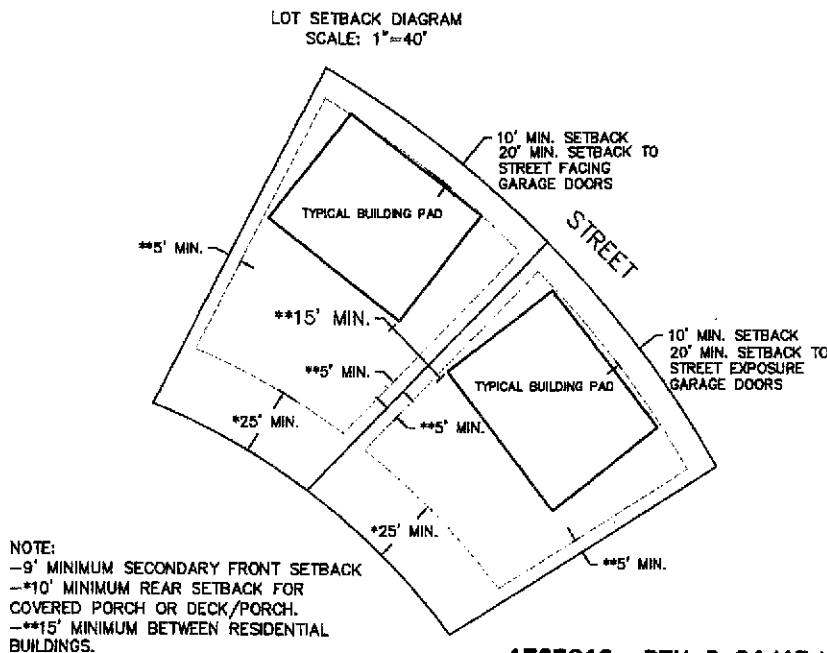 LOT SETBACK DIAGRAM
SCALE: 1"=40'
10' MIN. SETBACK
20' MIN. SETBACK TO
STREET FACING
GARAGE DOORS
STREET
TYPICAL BUILDING PAD
**5' MIN.
**15' MIN.
10' MIN. SETBACK
20' MIN. SETBACK TO
STREET EXPOSURE
GARAGE DOORS
**5' MIN.
TYPICAL BUILDING PAD
*25' MIN.
**5' MIN.
*25' MIN.
**5' MIN.
NOTE:
-9' MINIMUM SECONDARY FRONT SETBACK
-*10' MINIMUM REAR SETBACK FOR
COVERED PORCH OR DECK/PORCH.
-**15' MINIMUM BETWEEN RESIDENTIAL
BUILDINGS.